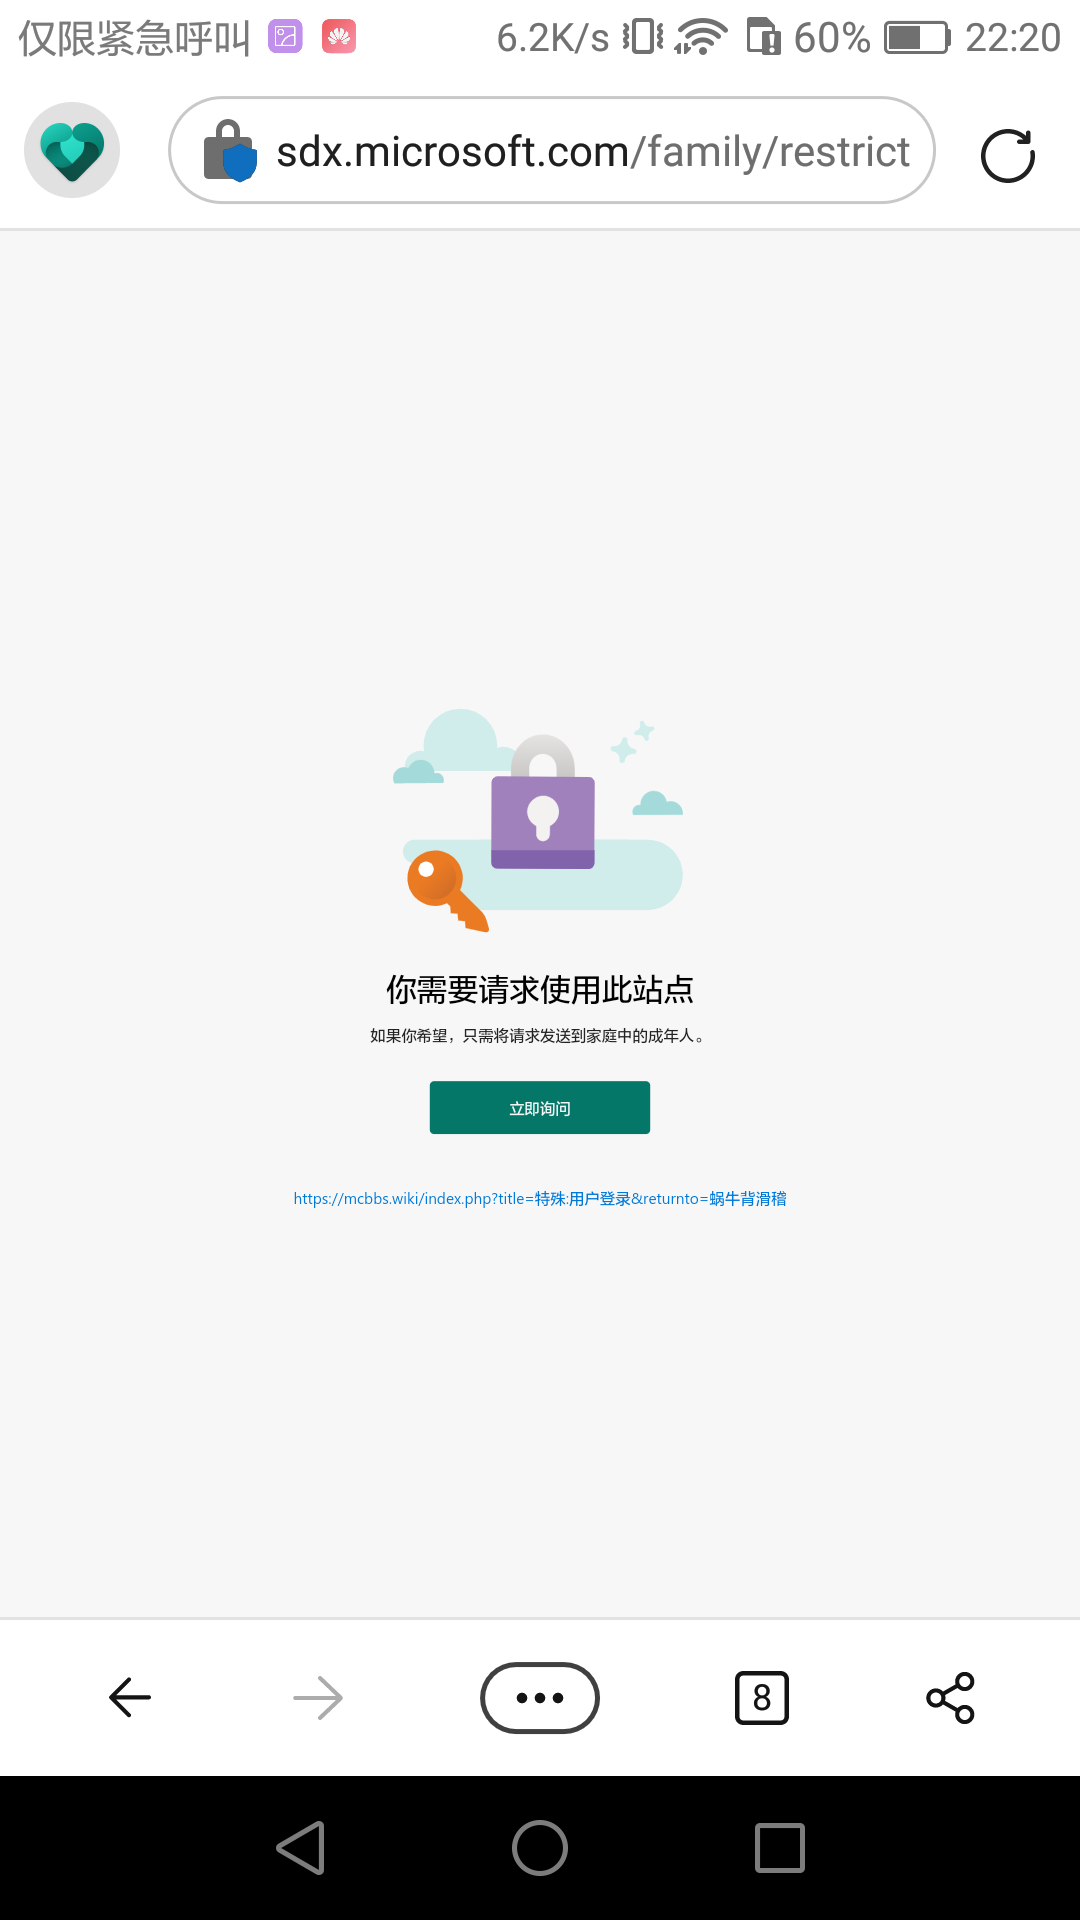 仅限紧急呼叫 6.2K/s 60% 22:20
sdx.microsoft.com/family/restrict
你需要请求使用此站点
如果你希望，只需将请求发送到家庭中的成年人。
立即询问
https://mcbbs.wiki/index.php?title=特殊:用户登录&returnto=蜗牛背滑稽
8